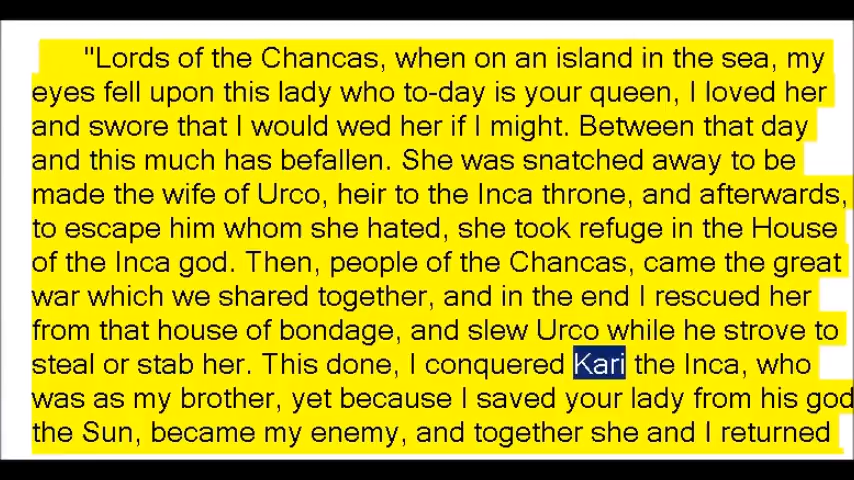 "Lords of the Chancas, when on an island in the sea, my
eyes fell upon this lady who to-day is your queen, I loved her
and swore that I would wed her if I might. Between that day
and this much has befallen. She was snatched away to be
made the wife of Urco, heir to the Inca throne, and afterwards,
to escape him whom she hated, she took refuge in the House
of the Inca god. Then, people of the Chancas, came the great
war which we shared together, and in the end I rescued her
from that house of bondage, and slew Urco while he strove to
steal or stab her. This done, I conquered Kari the Inca, who
was as my brother, yet because I saved your lady from his god
the Sun, became my enemy, and together she and I returned